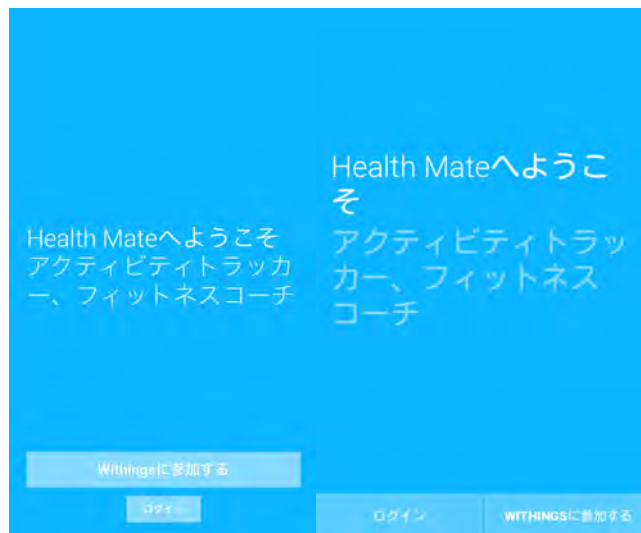 Health Mateへようこそ
アクティビティトラッカ
ー、フィットネスコーチ
Withingsに参加する
ログイン
Health Mateへようこ
そ
アクティビティトラッ
カー、フィットネス
コーチ
ログイン
WITHINGSに参加する